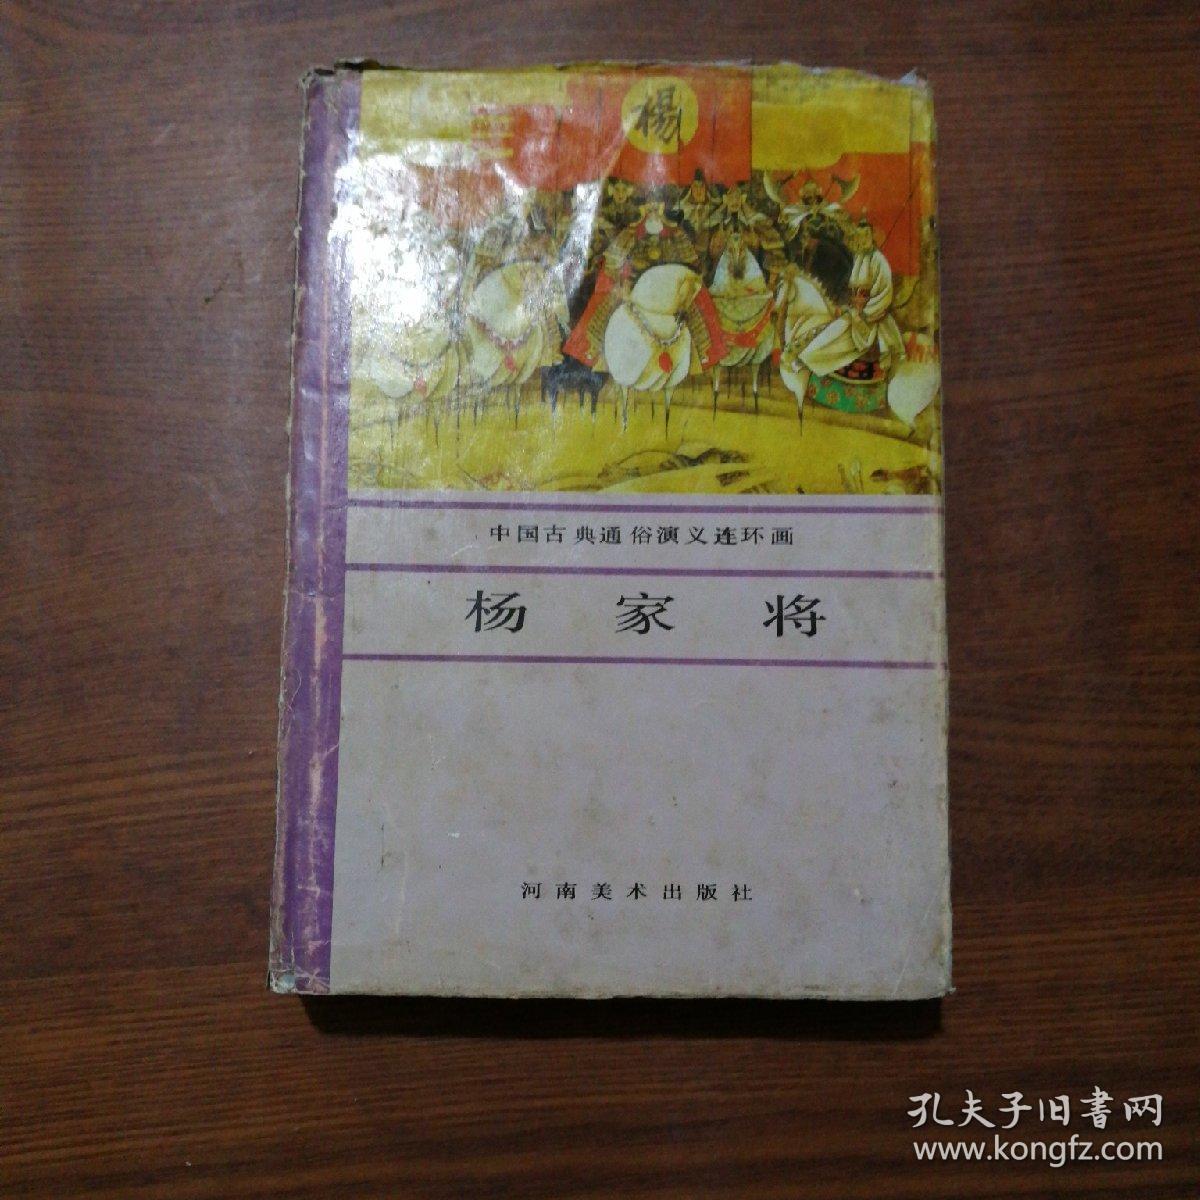 楊
中国古典通俗演义连环画
杨家将
河南美术出版社
孔夫子旧書网
www.kongfz.com